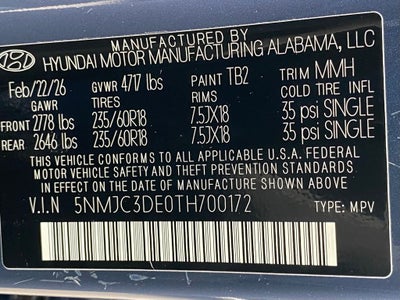 MANUFACTURED BY
HYUNDAI MOTOR MANUFACTURING ALABAMA, LLC
Feb/22/26 GVWR 4717 lbs PAINT TB2 TRIM MMH
GAWR TIRES RIMS COLD TIRE INFL
FRONT 2778 lbs 235/60R18 7.5JX18 35 psi SINGLE
REAR 2646 lbs 235/60R18 7.5JX18 35 psi SINGLE
THIS VEHICLE CONFORMS TO ALL APPLICABLE U.S.A. FEDERAL
MOTOR VEHICLE SAFETY AND THEFT PREVENTION STANDARDS
IN EFFECT ON THE DATE OF MANUFACTURE SHOWN ABOVE.
V.I.N 5NMJC3DE0TH700172 TYPE: MPV